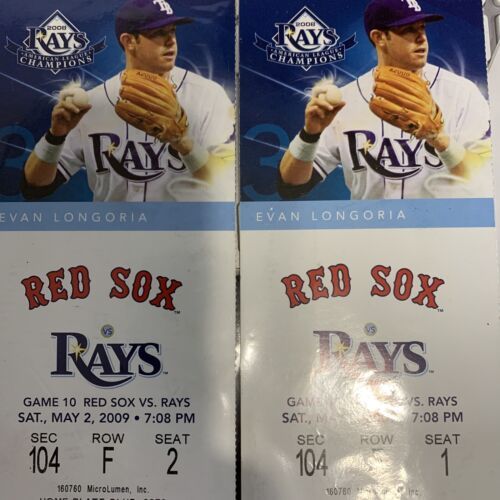 2008
RAYS
AMERICAN LEAGUE
CHAMPIONS
RAYS
EVAN LONGORIA
RED SOX
VS
RAYS
GAME 10 RED SOX VS. RAYS
SAT., MAY 2, 2009 • 7:08 PM
SEC ROW SEAT
104 F 2
160760 MicroLumen, Inc.
2008
RAYS
AMERICAN LEAGUE
CHAMPIONS
RAYS
EVAN LONGORIA
RED SOX
VS
RAYS
GAME VS. RAYS
SAT., 2009 • 7:08 PM
SEC ROW SEAT
104 1
160760 MicroLumen, Inc.